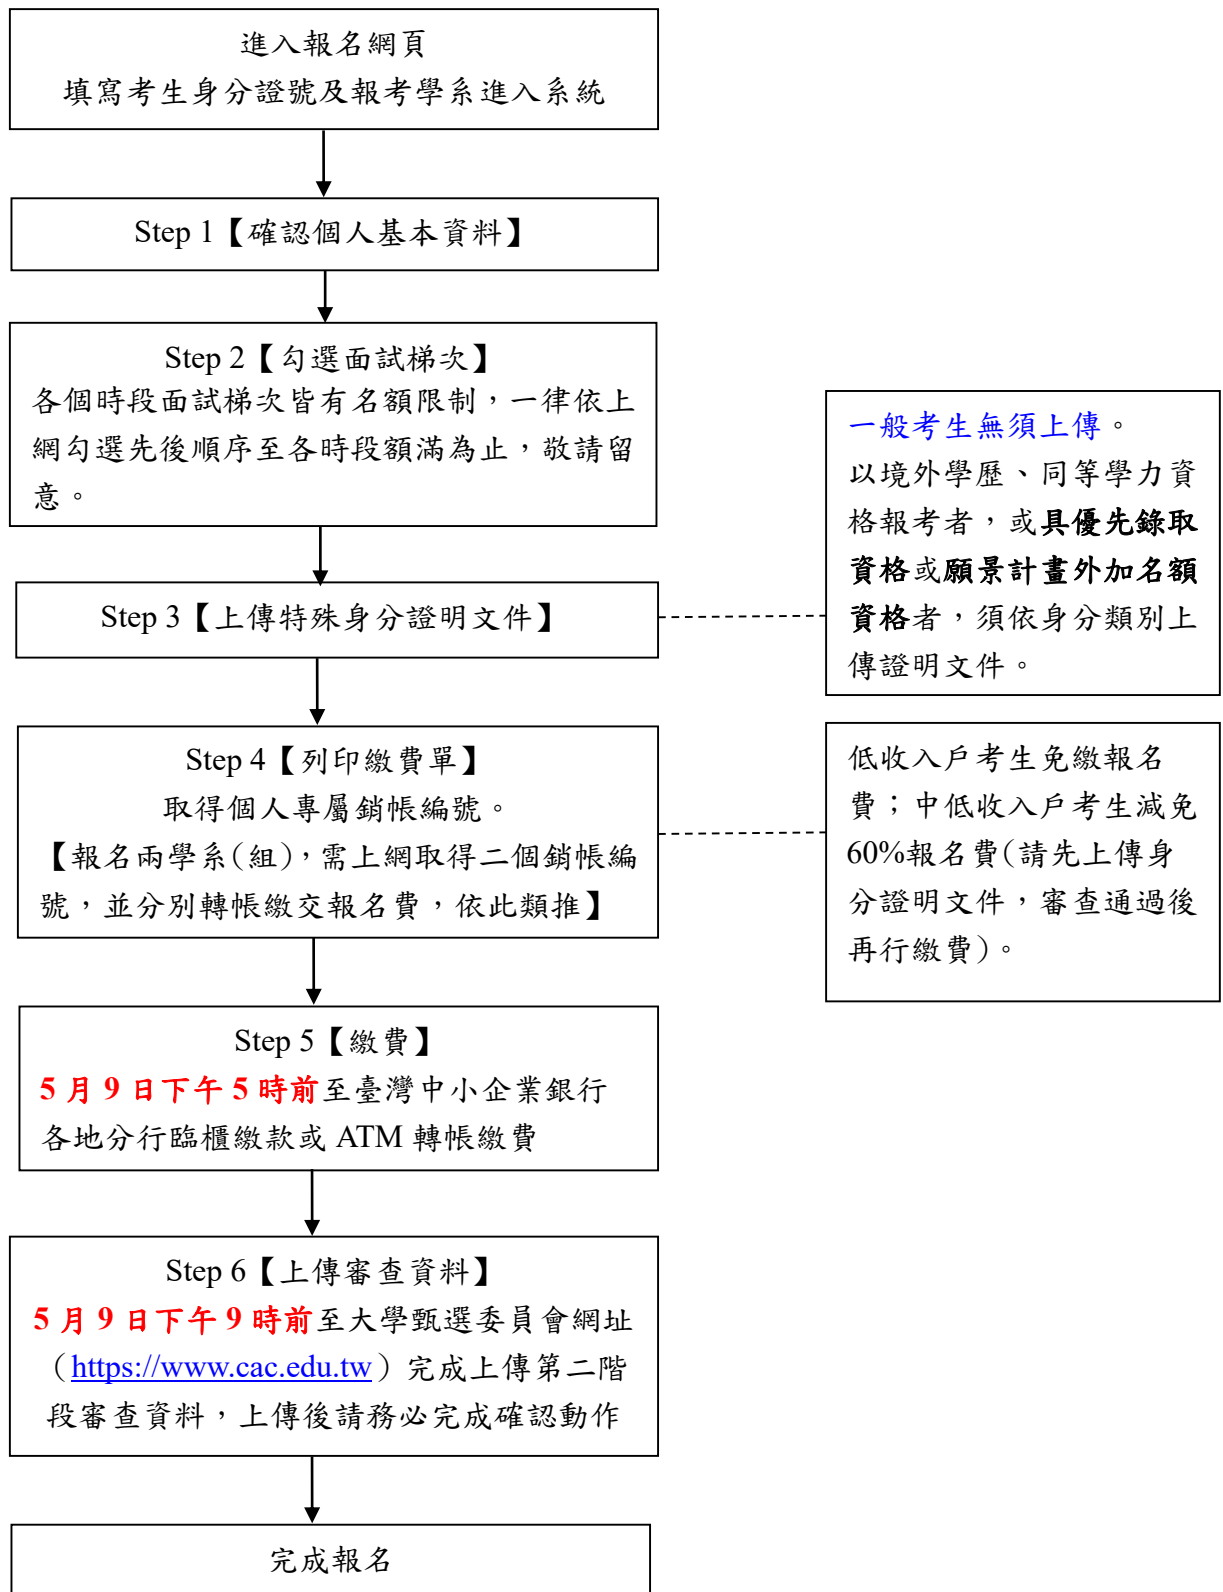 進入報名網頁
填寫考生身分證號及報考學系進入系統
Step 1【確認個人基本資料】
Step 2【勾選面試梯次】
各個時段面試梯次皆有名額限制，一律依上
網勾選先後順序至各時段額滿為止，敬請留
意。
Step 3【上傳特殊身分證明文件】
一般考生無須上傳。
以境外學歷、同等學力資
格報考者，或具優先錄取
資格或願景計畫外加名額
資格者，須依身分類別上
傳證明文件。
Step 4【列印繳費單】
取得個人專屬銷帳編號。
【報名兩學系(組)，需上網取得二個銷帳編
號，並分別轉帳繳交報名費，依此類推】
低收入戶考生免繳報名
費；中低收入戶考生減免
60%報名費(請先上傳身
分證明文件，審查通過後
再行繳費)。
Step 5【繳費】
5 月 9 日下午 5 時前至臺灣中小企業銀行
各地分行臨櫃繳款或 ATM 轉帳繳費
Step 6【上傳審查資料】
5 月 9 日下午 9 時前至大學甄選委員會網址
（https://www.cac.edu.tw）完成上傳第二階
段審查資料，上傳後請務必完成確認動作
完成報名